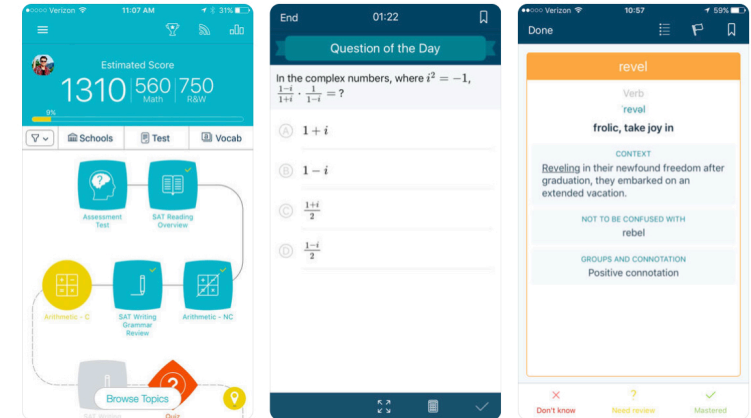 Verizon 11:07 AM 31%
Estimated Score
1310 560 750
Math R&W
9%
Schools Test Vocab
Assessment Test
SAT Reading Overview
Arithmetic - C
SAT Writing Grammar Review
Arithmetic - NC
Browse Topics
SAT Writing
Quiz
End 01:22
Question of the Day
In the complex numbers, where i² = −1,
(1−i)/(1+i) · 1/(1−i) = ?
A 1 + i
B 1 − i
C (1+i)/2
D (1−i)/2
Verizon 10:57 59%
Done
revel
Verb
ˈrevəl
frolic, take joy in
CONTEXT
Reveling in their newfound freedom after
graduation, they embarked on an
extended vacation.
NOT TO BE CONFUSED WITH
rebel
GROUPS AND CONNOTATION
Positive connotation
Don't know Need review Mastered